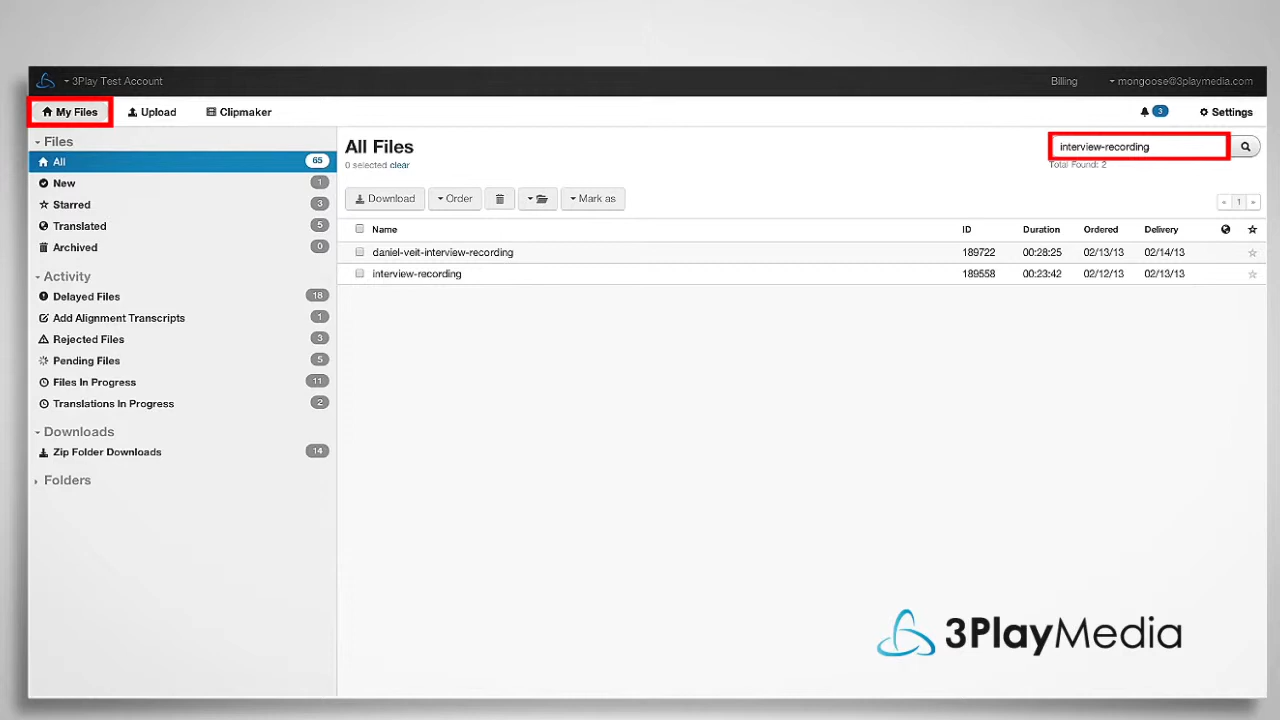 3Play Test Account Billing mongoose@3playmedia.com
My Files Upload Clipmaker 3 Settings
Files
All 65
New 1
Starred 3
Translated 5
Archived 0
Activity
Delayed Files 18
Add Alignment Transcripts 1
Rejected Files 3
Pending Files 5
Files In Progress 11
Translations In Progress 2
Downloads
Zip Folder Downloads 14
Folders
All Files interview-recording
0 selected clear Total Found: 2
Download Order Mark as « 1 »
Name ID Duration Ordered Delivery
daniel-veit-interview-recording 189722 00:28:25 02/13/13 02/14/13
interview-recording 189558 00:23:42 02/12/13 02/13/13
3PlayMedia